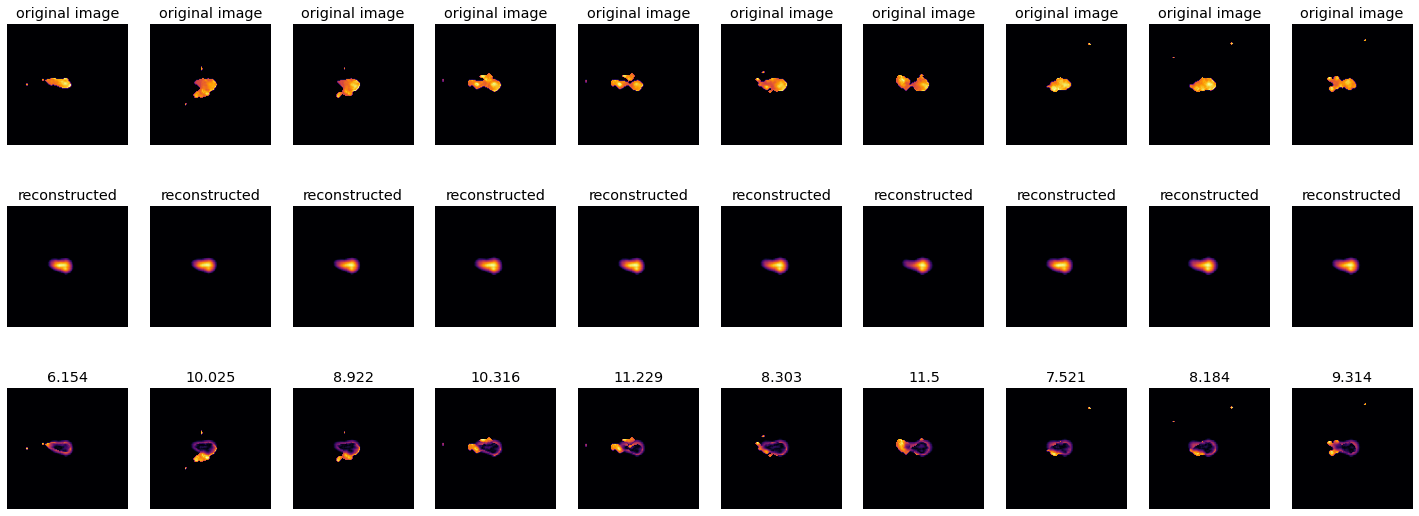 original image original image original image original image original image original image original image original image original image original image
reconstructed reconstructed reconstructed reconstructed reconstructed reconstructed reconstructed reconstructed reconstructed reconstructed
6.154 10.025 8.922 10.316 11.229 8.303 11.5 7.521 8.184 9.314